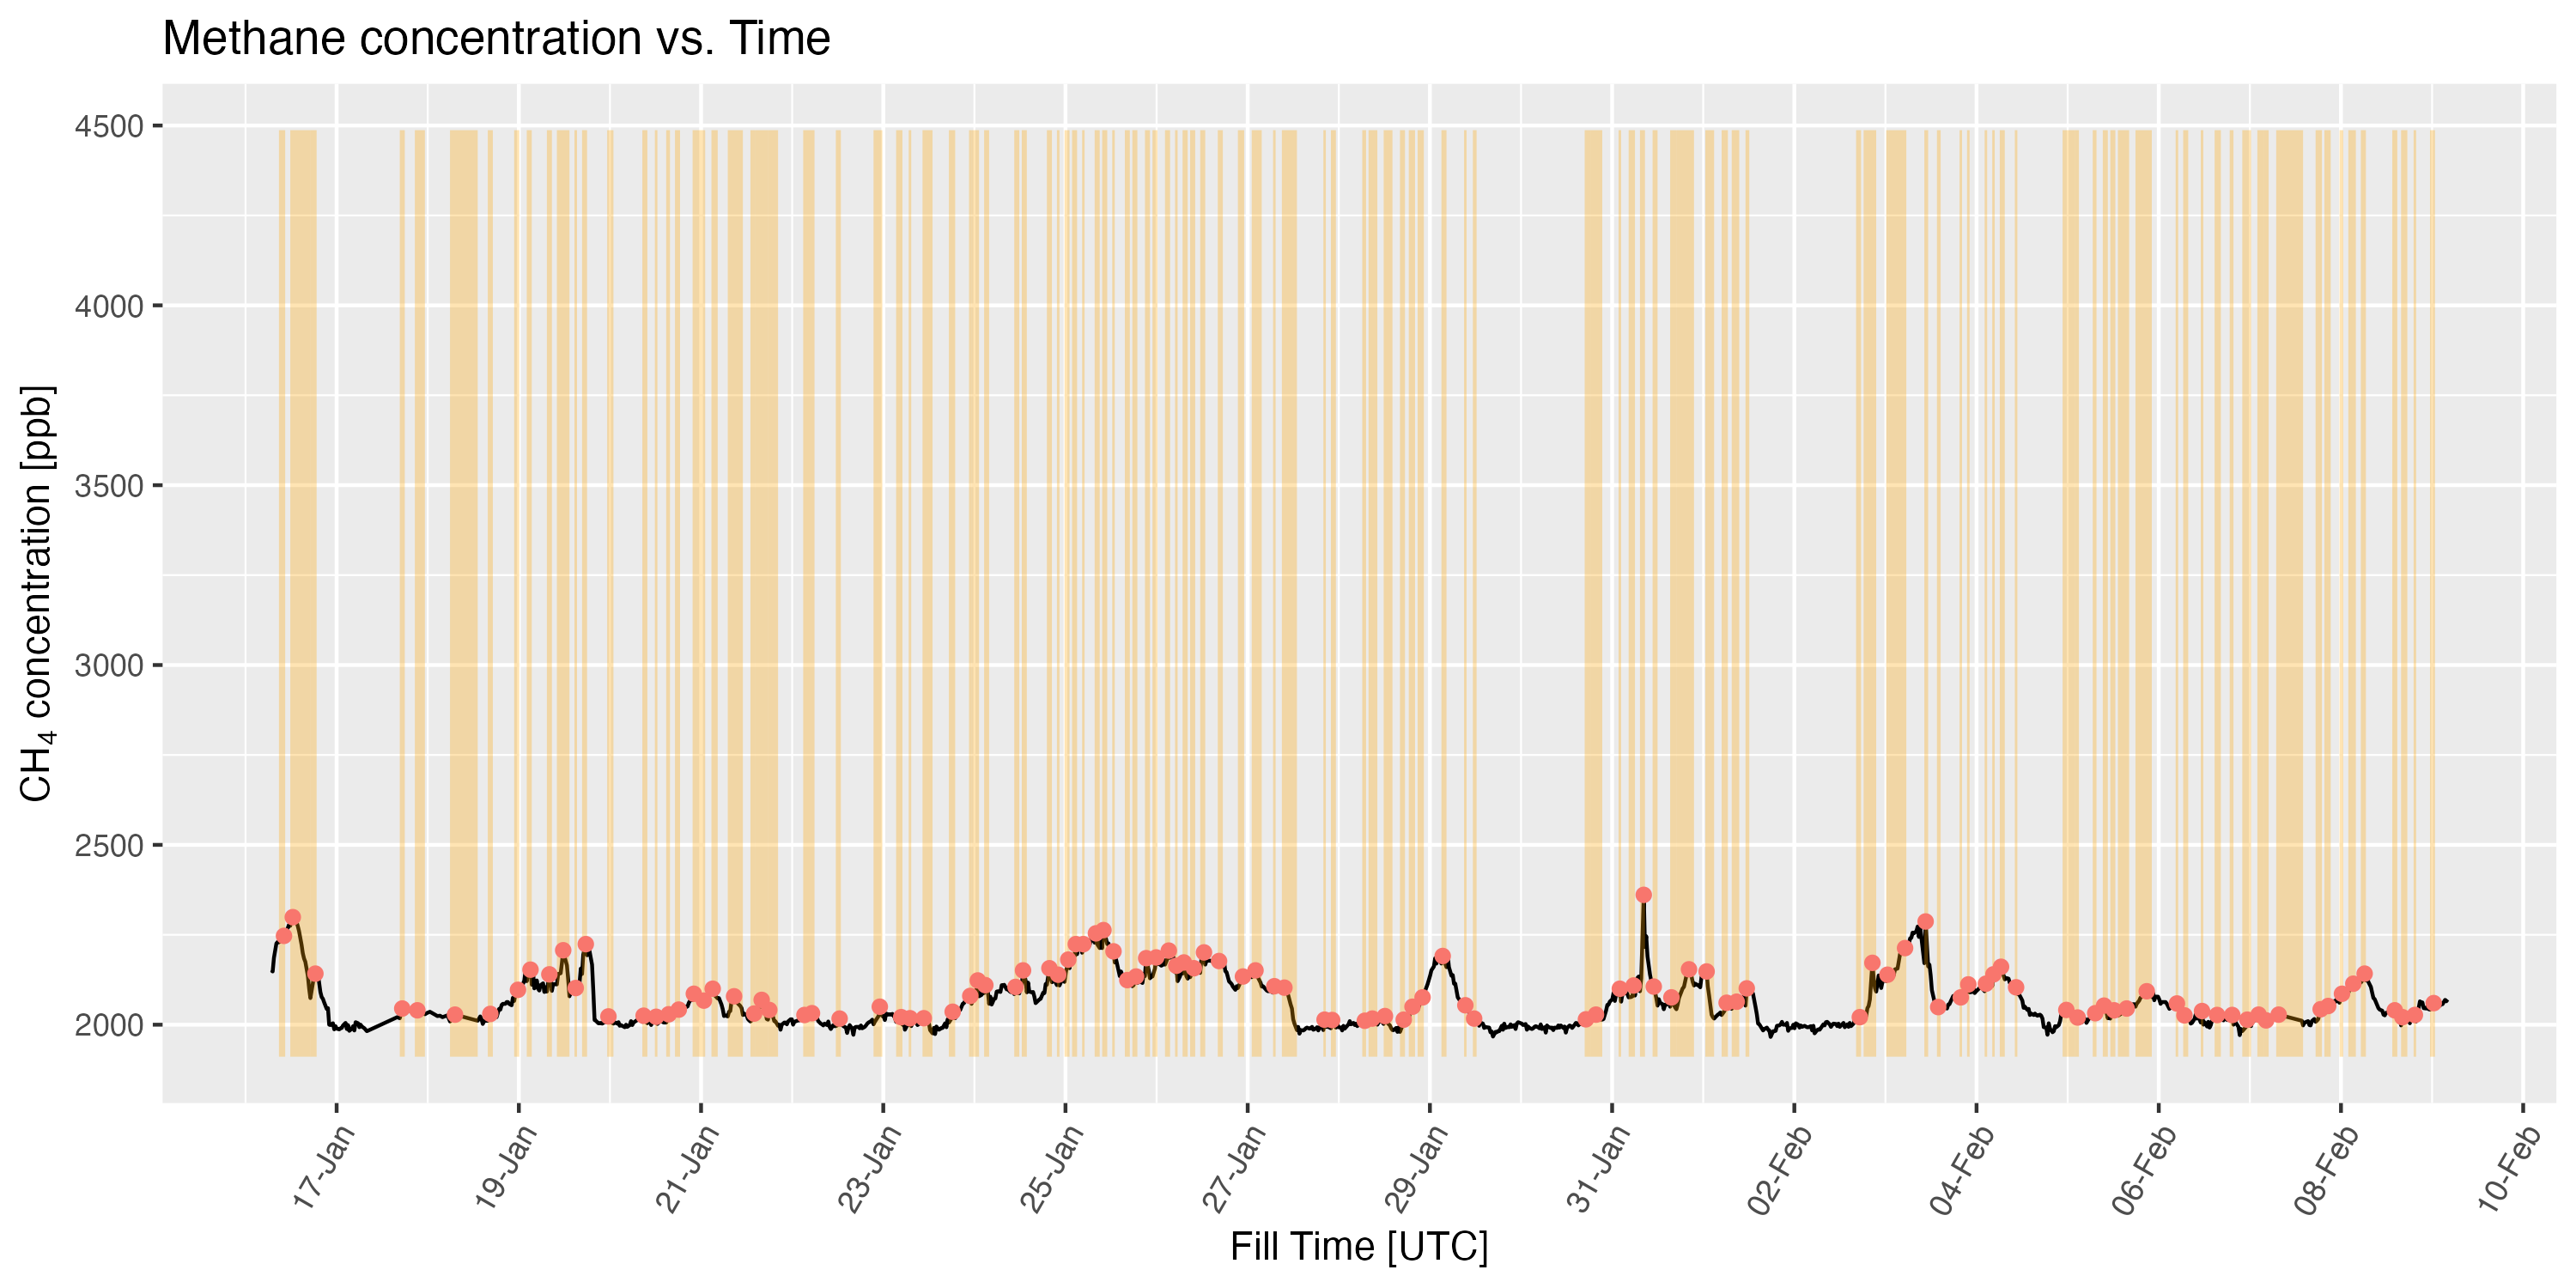 Methane concentration vs. Time
CH₄ concentration [ppb]
4500
4000
3500
3000
2500
2000
17-Jan
19-Jan
21-Jan
23-Jan
25-Jan
27-Jan
29-Jan
31-Jan
02-Feb
04-Feb
06-Feb
08-Feb
10-Feb
Fill Time [UTC]